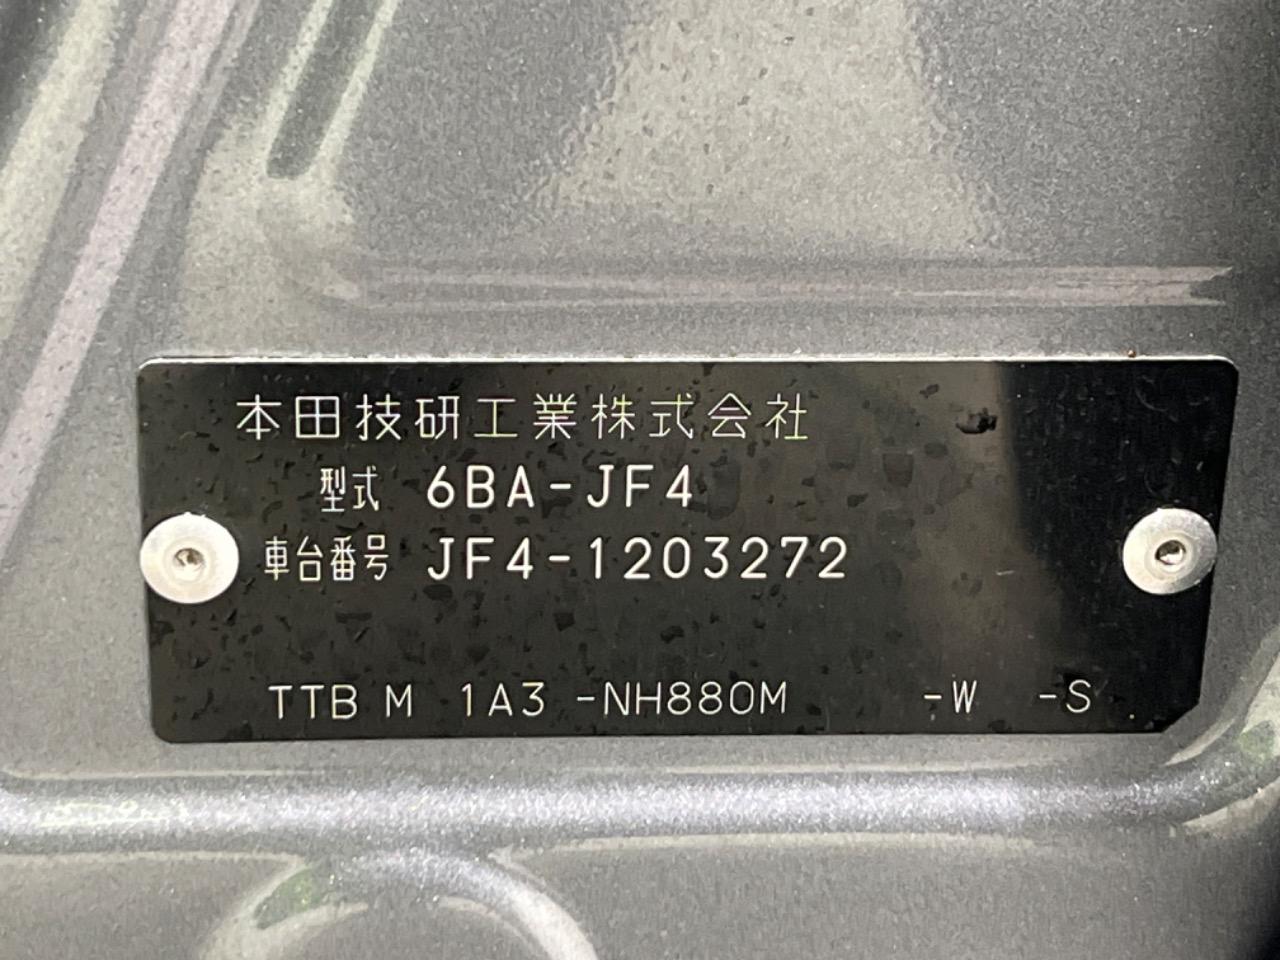 本田技研工業株式会社
型式 6BA-JF4
車台番号 JF4-1203272
TTB M 1A3 -NH880M -W -S